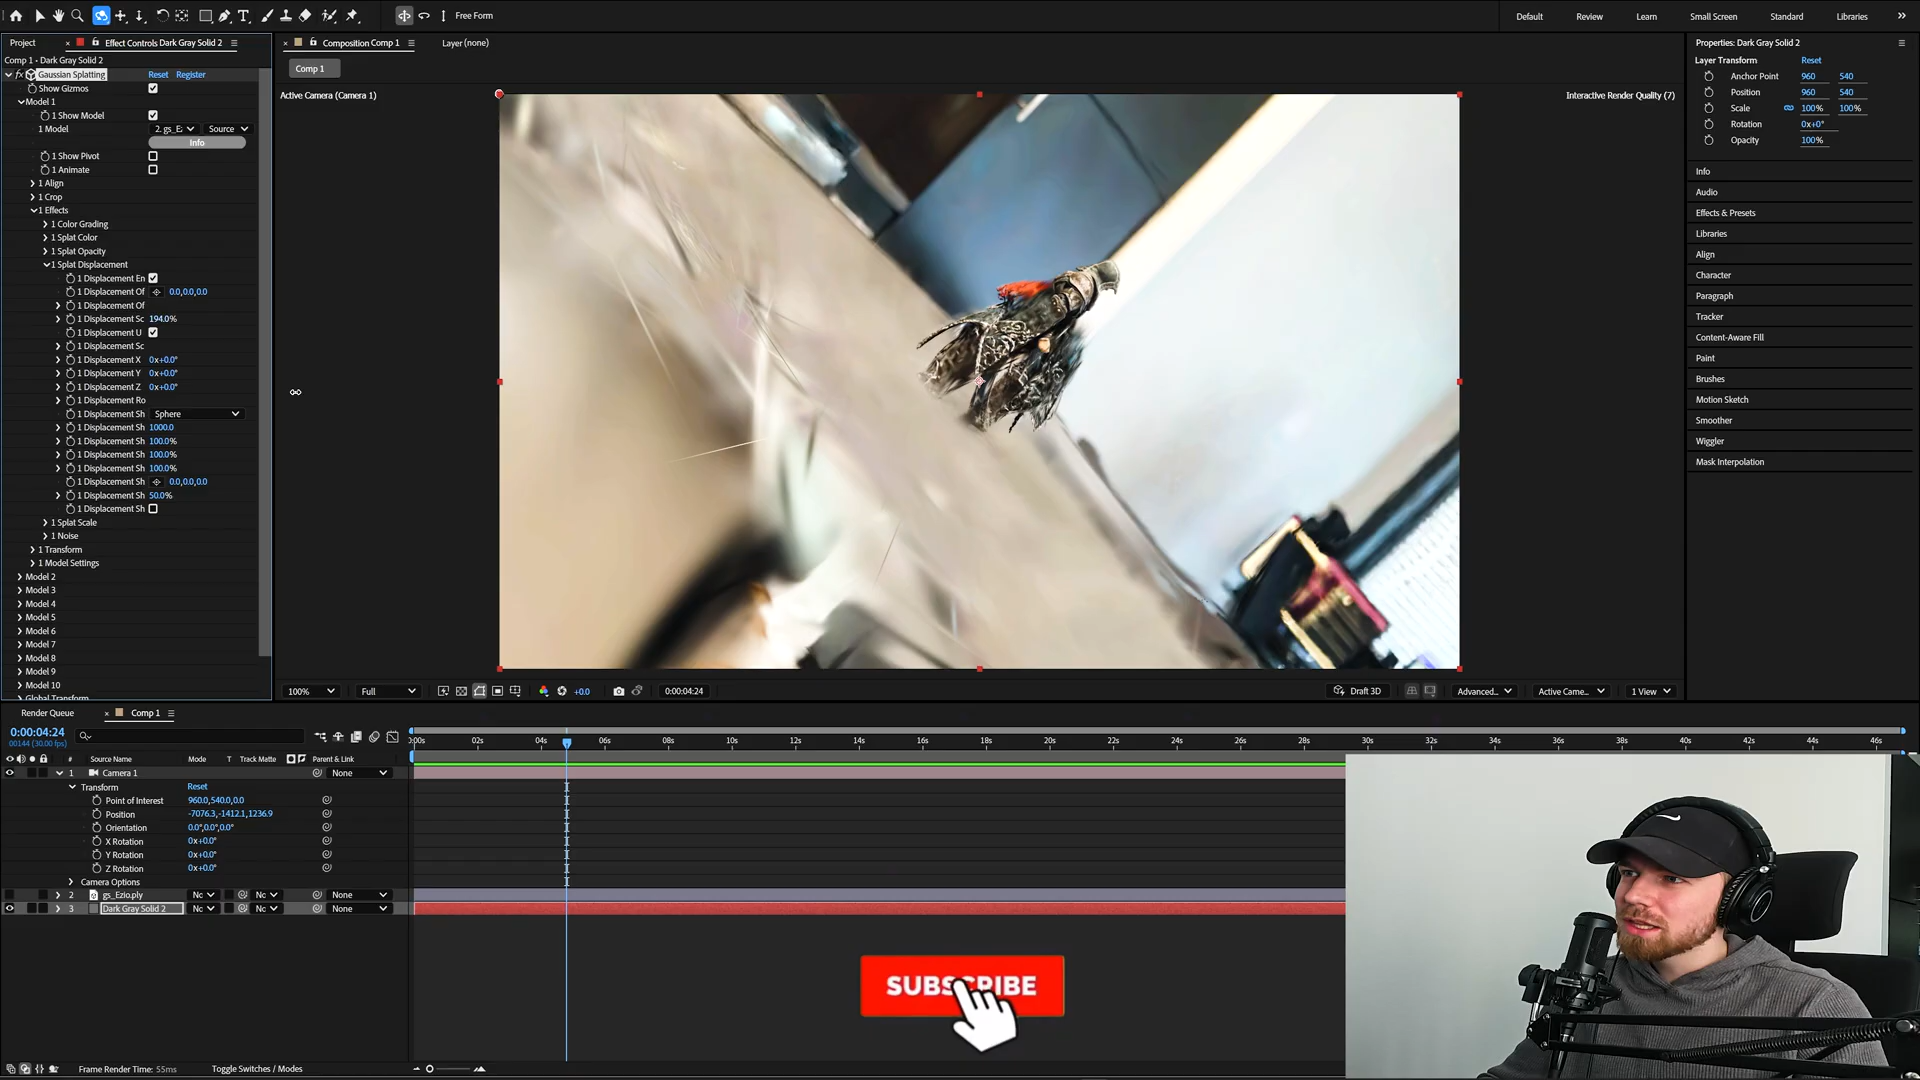 Free Form
Default
Review
Learn
Small Screen
Standard
Libraries
Project
Effect Controls Dark Gray Solid 2
Comp 1 • Dark Gray Solid 2
fx Gaussian Splatting Reset Register
Show Gizmos
Model 1
1 Show Model
1 Model 2. gs_E: Source
Info
1 Show Pivot
1 Animate
1 Align
1 Crop
1 Effects
1 Color Grading
1 Splat Color
1 Splat Opacity
1 Splat Displacement
1 Displacement En
1 Displacement Of 0.0,0.0,0.0
1 Displacement Of
1 Displacement Sc 194.0%
1 Displacement U
1 Displacement Sc
1 Displacement X 0x+0.0°
1 Displacement Y 0x+0.0°
1 Displacement Z 0x+0.0°
1 Displacement Ro
1 Displacement Sh Sphere
1 Displacement Sh 1000.0
1 Displacement Sh 100.0%
1 Displacement Sh 100.0%
1 Displacement Sh 100.0%
1 Displacement Sh 0.0,0.0,0.0
1 Displacement Sh 50.0%
1 Displacement Sh
1 Splat Scale
1 Noise
1 Transform
1 Model Settings
Model 2
Model 3
Model 4
Model 5
Model 6
Model 7
Model 8
Model 9
Model 10
Global Transform
Composition Comp 1
Layer (none)
Comp 1
Active Camera (Camera 1)
Interactive Render Quality (7)
100% Full +0.0 0:00:04:24 Draft 3D Advanced... Active Came... 1 View
Properties: Dark Gray Solid 2
Layer Transform Reset
Anchor Point 960 540
Position 960 540
Scale 100% 100%
Rotation 0x+0°
Opacity 100%
Info
Audio
Effects & Presets
Libraries
Align
Character
Paragraph
Tracker
Content-Aware Fill
Paint
Brushes
Motion Sketch
Smoother
Wiggler
Mask Interpolation
Render Queue
Comp 1
0:00:04:24
00144 (30.00 fps)
# Source Name Mode T Track Matte Parent & Link
0:00s 02s 04s 06s 08s 10s 12s 14s 16s 18s 20s 22s 24s 26s 28s 30s 32s 34s 36s 38s 40s 42s 44s 46s
1 Camera 1 None
Transform Reset
Point of Interest 960.0,540.0,0.0
Position -7076.3,-1412.1,1236.9
Orientation 0.0°,0.0°,0.0°
X Rotation 0x+0.0°
Y Rotation 0x+0.0°
Z Rotation 0x+0.0°
Camera Options
2 gs_Ezio.ply Nc Nc None
3 Dark Gray Solid 2 Nc Nc None
SUBSCRIBE
Frame Render Time: 55ms
Toggle Switches / Modes